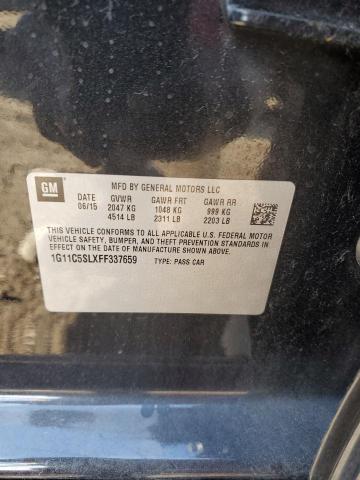 GM
MFD BY GENERAL MOTORS LLC
DATE GVWR GAWR FRT GAWR RR
06/15 2047 KG 1048 KG 999 KG
4514 LB 2311 LB 2203 LB
THIS VEHICLE CONFORMS TO ALL APPLICABLE U.S. FEDERAL MOTOR
VEHICLE SAFETY, BUMPER, AND THEFT PREVENTION STANDARDS
IN EFFECT ON THE DATE OF MANUFACTURE SHOWN ABOVE.
1G11C5SLXFF337659 TYPE: PASS CAR